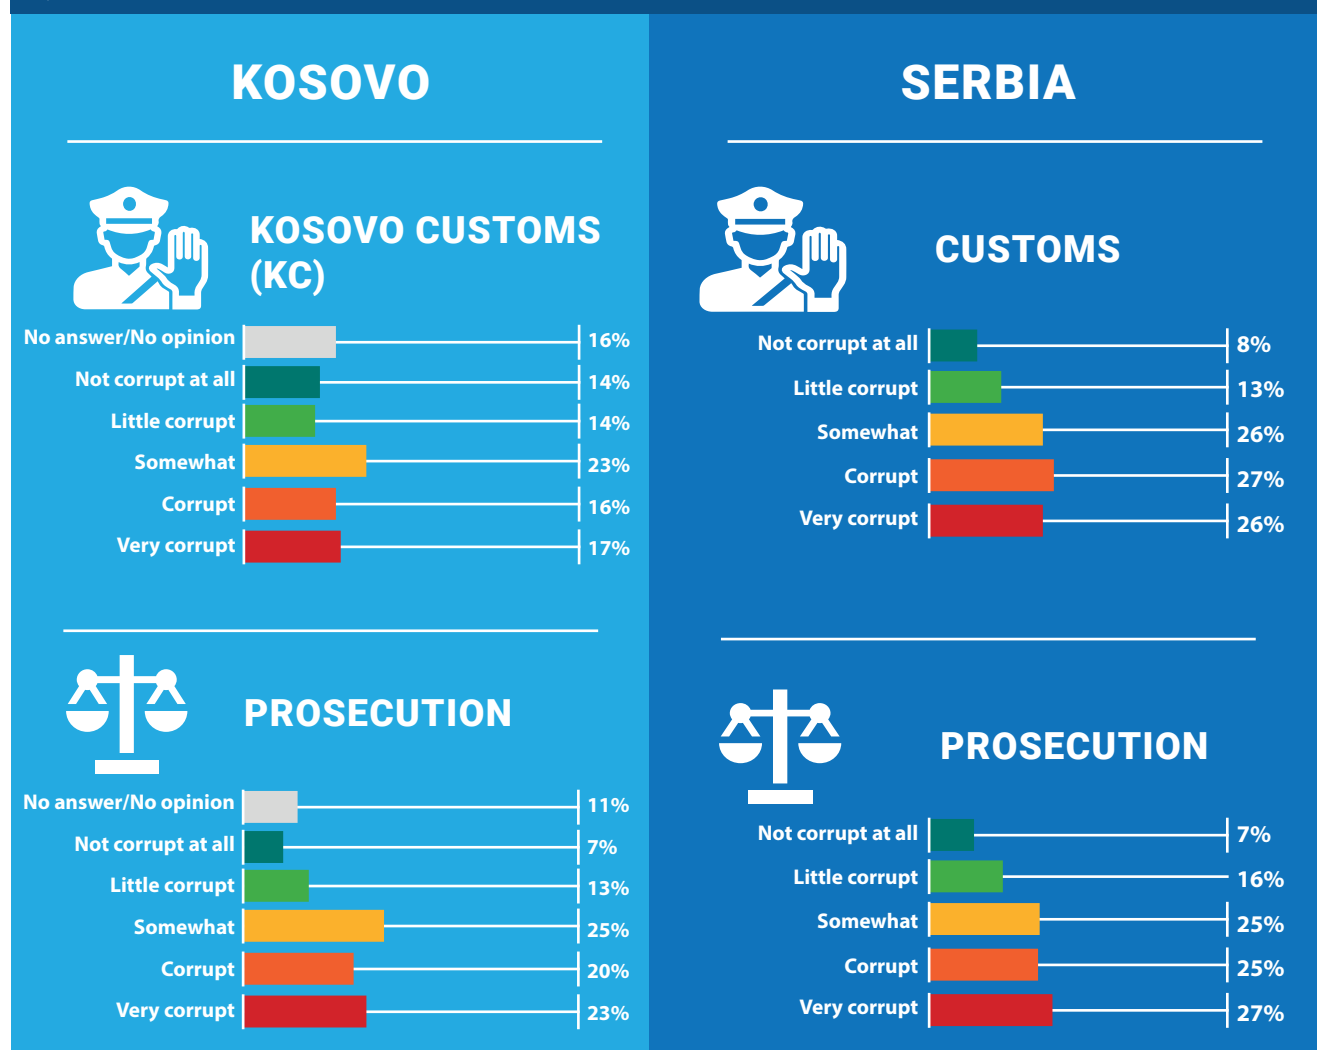 KOSOVO
KOSOVO CUSTOMS
(KC)
No answer/No opinion 16%
Not corrupt at all 14%
Little corrupt 14%
Somewhat 23%
Corrupt 16%
Very corrupt 17%
PROSECUTION
No answer/No opinion 11%
Not corrupt at all 7%
Little corrupt 13%
Somewhat 25%
Corrupt 20%
Very corrupt 23%
SERBIA
CUSTOMS
Not corrupt at all 8%
Little corrupt 13%
Somewhat 26%
Corrupt 27%
Very corrupt 26%
PROSECUTION
Not corrupt at all 7%
Little corrupt 16%
Somewhat 25%
Corrupt 25%
Very corrupt 27%